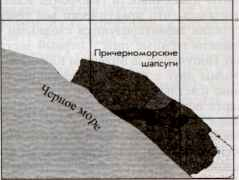 Причерноморские
шапсуги
Черное море